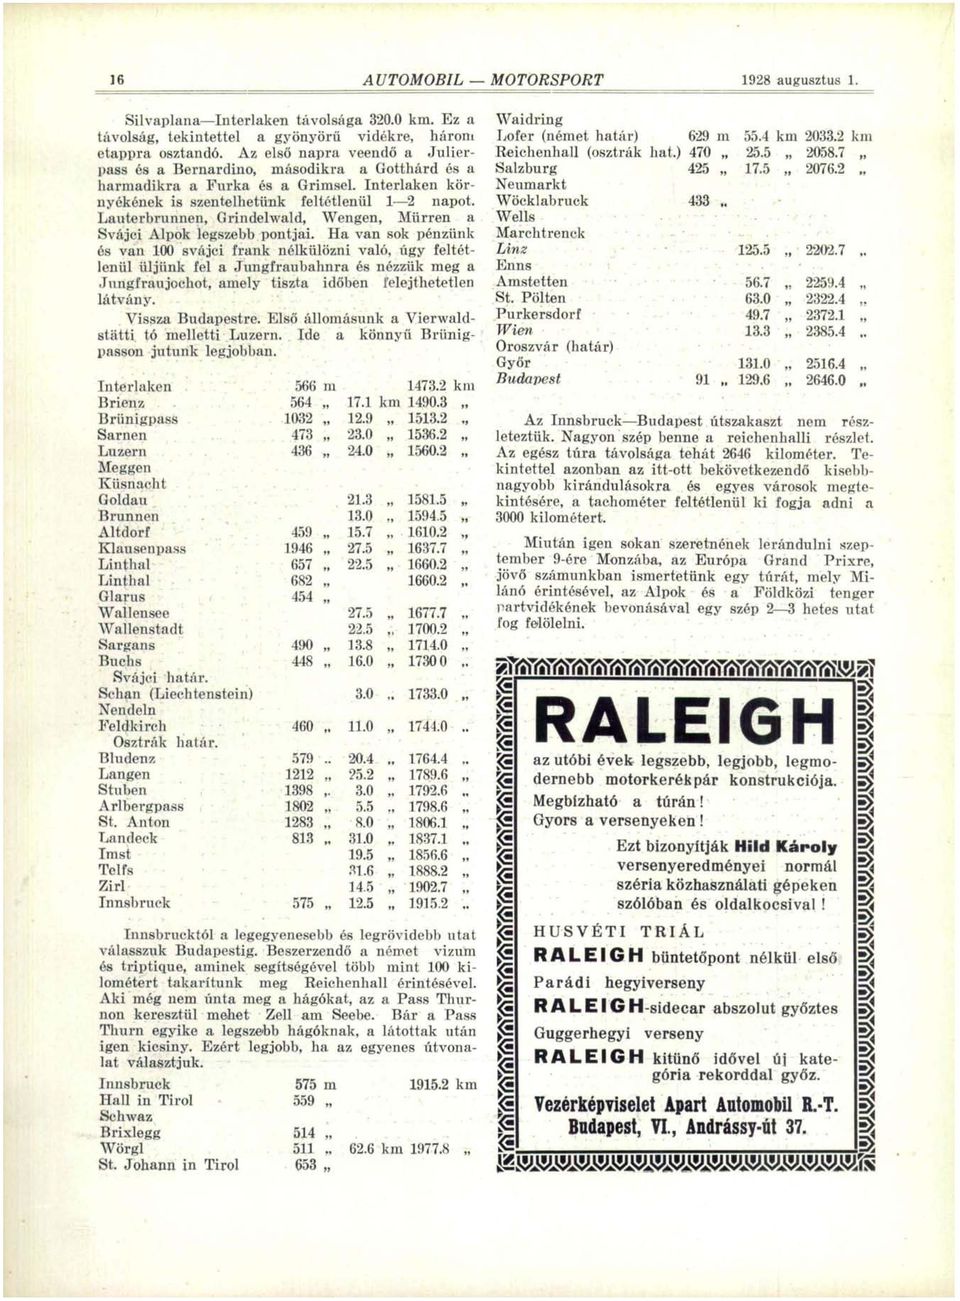 16 AUTOMOBIL — MOTORSPORT 1928 augusztus 1.
Silvaplana—Interlaken távolsága 320.0 km. Ez a
távolság, tekintettel a gyönyörű vidékre, három
etappra osztandó. Az első napra veendő a Julier-
pass és a Bernardino, másodikra a Gotthárd és a
harmadikra a Furka és a Grimsel. Interlaken kör-
nyékének is szentelhetünk feltétlenül 1—2 napot.
Lauterbrunnen, Grindelwald, Wengen, Mürren a
Svájci Alpok legszebb pontjai. Ha van sok pénzünk
és van 100 svájci frank nélkülözni való, úgy feltét-
lenül üljünk fel a Jungfraubahnra és nézzük meg a
Jungfraujochot, amely tiszta időben felejthetetlen
látvány.
Vissza Budapestre. Első állomásunk a Vierwald-
stätti tó melletti Luzern. Ide a könnyű Brünig-
passon jutunk legjobban.
Interlaken 566 m 1473.2 km
Brienz 564 „ 17.1 km 1490.3 „
Brünigpass 1032 „ 12.9 „ 1513.2 „
Sarnen 473 „ 23.0 „ 1536.2 „
Luzern 436 „ 24.0 „ 1560.2 „
Meggen
Küsnacht
Goldau 21.3 „ 1581.5 „
Brunnen 13.0 „ 1594.5 „
Altdorf 459 „ 15.7 „ 1610.2 „
Klausenpass 1946 „ 27.5 „ 1637.7 „
Linthal 657 „ 22.5 „ 1660.2 „
Linthal 682 „ 1660.2 „
Glarus 454 „
Wallensee 27.5 „ 1677.7 „
Wallenstadt 22.5 „ 1700.2 „
Sargans 490 „ 13.8 „ 1714.0 „
Buchs 448 „ 16.0 „ 1730 0 „
Svájci határ.
Schan (Liechtenstein) 3.0 „ 1733.0 „
Nendeln
Feldkirch 460 „ 11.0 „ 1744.0 „
Osztrák határ.
Bludenz 579 „ 20.4 „ 1764.4 „
Langen 1212 „ 25.2 „ 1789.6 „
Stuben 1398 „ 3.0 „ 1792.6 „
Arlbergpass 1802 „ 5.5 „ 1798.6 „
St. Anton 1283 „ 8.0 „ 1806.1 „
Landeck 813 „ 31.0 „ 1837.1 „
Imst 19.5 „ 1856.6 „
Telfs 31.6 „ 1888.2 „
Zirl 14.5 „ 1902.7 „
Innsbruck 575 „ 12.5 „ 1915.2 „
Innsbrucktól a legegyenesebb és legrövidebb utat
válasszuk Budapestig. Beszerzendő a német vizum
és triptique, aminek segítségével több mint 100 ki-
lométert takarítunk meg Reichenhall érintésével.
Aki még nem únta meg a hágókat, az a Pass Thur-
non keresztül mehet Zell am Seebe. Bár a Pass
Thurn egyike a legszebb hágóknak, a látottak után
igen kicsiny. Ezért legjobb, ha az egyenes útvona-
lat választjuk.
Innsbruck 575 m 1915.2 km
Hall in Tirol 559 „
Schwaz
Brixlegg 514 „
Wörgl 511 „ 62.6 km 1977.8 „
St. Johann in Tirol 653 „
Waidring
Lofer (német határ) 629 m 55.4 km 2033.2 km
Reichenhall (osztrák hat.) 470 „ 25.5 „ 2058.7 „
Salzburg 425 „ 17.5 „ 2076.2 „
Neumarkt
Wöcklabruck 433 „
Wells
Marchtrenck
Linz 125.5 „ 2202.7 „
Enns
Amstetten 56.7 „ 2259.4 „
St. Pölten 63.0 „ 2322.4 „
Purkersdorf 49.7 „ 2372.1 „
Wien 13.3 „ 2385.4 „
Oroszvár (határ)
Győr 131.0 „ 2516.4 „
Budapest 91 „ 129.6 „ 2646.0 „
Az Innsbruck—Budapest útszakaszt nem rész-
leteztük. Nagyon szép benne a reichenhalli részlet.
Az egész túra távolsága tehát 2646 kilométer. Te-
kintettel azonban az itt-ott bekövetkezendő kisebb-
nagyobb kirándulásokra és egyes városok megte-
kintésére, a tachométer feltétlenül ki fogja adni a
3000 kilométert.
Miután igen sokan szeretnének lerándulni szep-
tember 9-ére Monzába, az Európa Grand Prixre,
jövő számunkban ismertetünk egy túrát, mely Mi-
lánó érintésével, az Alpok és a Földközi tenger
partvidékének bevonásával egy szép 2—3 hetes utat
fog felölelni.
RALEIGH
az utóbi évek legszebb, legjobb, legmo-
dernebb motorkerékpár konstrukciója.
Megbízható a túrán!
Gyors a versenyeken!
Ezt bizonyítják Hild Károly
versenyeredményei normál
széria közhasználati gépeken
szólóban és oldalkocsival!
HUSVÉTI TRIÁL
RALEIGH büntetőpont nélkül első
Parádi hegyiverseny
RALEIGH-sidecar abszolut győztes
Guggerhegyi verseny
RALEIGH kitünő idővel új kate-
gória rekorddal győz.
Vezérképviselet Apart Automobil R.-T.
Budapest, VI., Andrássy-út 37.